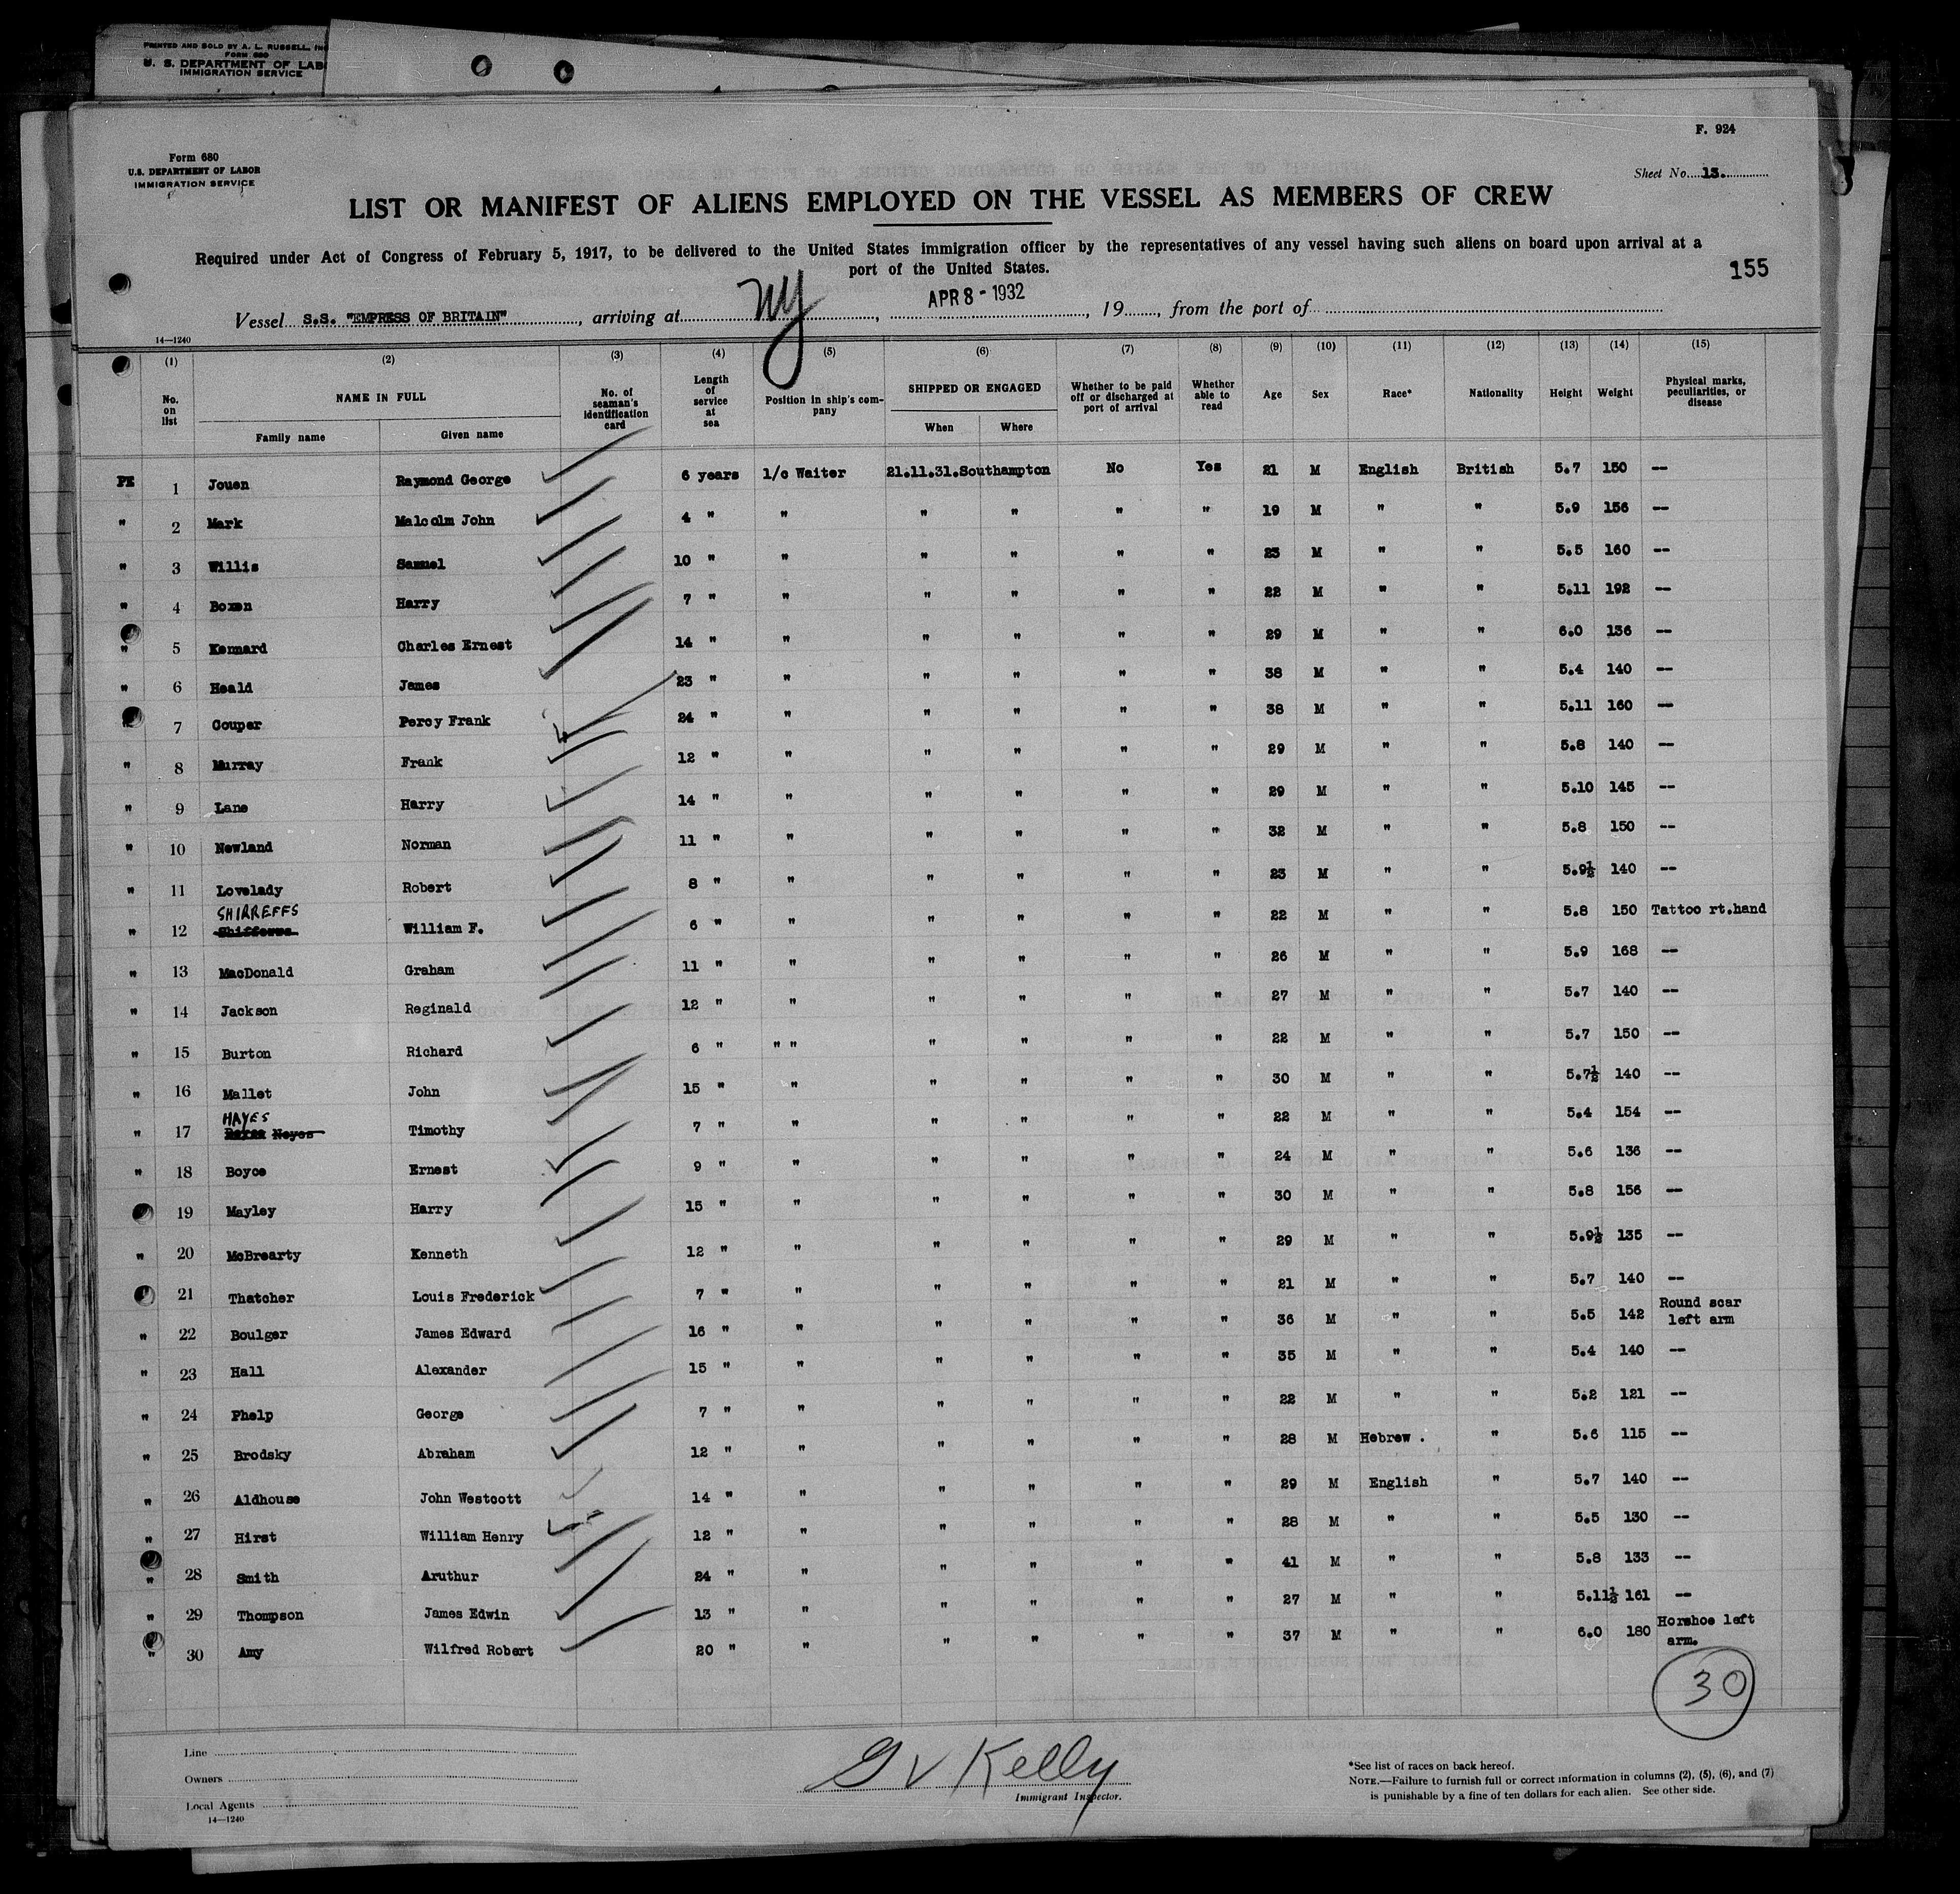 PRINTED AND SOLD BY A. L. RUSSELL, INC
FORM 680
U. S. DEPARTMENT OF LAB
IMMIGRATION SERVICE
F. 924
Form 680
U.S. DEPARTMENT OF LABOR
IMMIGRATION SERVICE
Sheet No. 13.
LIST OR MANIFEST OF ALIENS EMPLOYED ON THE VESSEL AS MEMBERS OF CREW
Required under Act of Congress of February 5, 1917, to be delivered to the United States immigration officer by the representatives of any vessel having such aliens on board upon arrival at a
port of the United States.
155
Vessel S.S. "EMPRESS OF BRITAIN", arriving at NY, APR 8 - 1932, 19, from the port of
14—1240
(1) (2) (3) (4) (5) (6) (7) (8) (9) (10) (11) (12) (13) (14) (15)
No. on list NAME IN FULL Family name Given name No. of seaman's identification card Length of service at sea Position in ship's company SHIPPED OR ENGAGED When Where Whether to be paid off or discharged at port of arrival Whether able to read Age Sex Race* Nationality Height Weight Physical marks, peculiarities, or disease
PE 1 Jouen Raymond George 6 years 1/c Waiter 21.11.31. Southampton No Yes 21 M English British 5.7 150 --
" 2 Mark Malcolm John 4 " " " " " " 19 M " " 5.9 156 --
" 3 Willis Samuel 10 " " " " " " 23 M " " 5.5 160 --
" 4 Boxen Harry 7 " " " " " " 22 M " " 5.11 192 --
" 5 Kennard Charles Ernest 14 " " " " " " 29 M " " 6.0 136 --
" 6 Heald James 23 " " " " " " 38 M " " 5.4 140 --
" 7 Couper Percy Frank 24 " " " " " " 38 M " " 5.11 160 --
" 8 Murray Frank 12 " " " " " " 29 M " " 5.8 140 --
" 9 Lane Harry 14 " " " " " " 29 M " " 5.10 145 --
" 10 Newland Norman 11 " " " " " " 32 M " " 5.8 150 --
" 11 Lovelady Robert 8 " " " " " " 23 M " " 5.9½ 140 --
SHIRREFFS
" 12 William F. 6 " " " " " " 22 M " " 5.8 150 Tattoo rt.hand
" 13 MacDonald Graham 11 " " " " " " 26 M " " 5.9 168 --
" 14 Jackson Reginald 12 " " " " " " 27 M " " 5.7 140 --
" 15 Burton Richard 6 " " " " " " " 22 M " " 5.7 150 --
" 16 Mallet John 15 " " " " " " 30 M " " 5.7½ 140 --
HAYES
" 17 Noyes Timothy 7 " " " " " " 22 M " " 5.4 154 --
" 18 Boyce Ernest 9 " " " " " " 24 M " " 5.6 136 --
19 Mayley Harry 15 " " " " " " 30 M " " 5.8 156 --
" 20 McBrearty Kenneth 12 " " " " " " 29 M " " 5.9½ 135 --
21 Thatcher Louis Frederick 7 " " " " " " 21 M " " 5.7 140 --
" 22 Boulger James Edward 16 " " " " " " 36 M " " 5.5 142 Round scar left arm
" 23 Hall Alexander 15 " " " " " " 35 M " " 5.4 140 --
" 24 Phelp George 7 " " " " " " 22 M " " 5.2 121 --
" 25 Brodsky Abraham 12 " " " " " " 28 M Hebrew . " 5.6 115 --
" 26 Aldhouse John Westcott 14 " " " " " " 29 M English " 5.7 140 --
" 27 Hirst William Henry 12 " " " " " " 28 M " " 5.5 130 --
" 28 Smith Aruthur 24 " " " " " " 41 M " " 5.8 133 --
" 29 Thompson James Edwin 13 " " " " " " 27 M " " 5.11½ 161 --
" 30 Amy Wilfred Robert 20 " " " " " " 37 M " " 6.0 180 Horshoe left arm.
30
Line
Owners
Local Agents
14—1240
G V Kelly
Immigrant Inspector.
*See list of races on back hereof.
NOTE.—Failure to furnish full or correct information in columns (2), (5), (6), and (7)
is punishable by a fine of ten dollars for each alien. See other side.